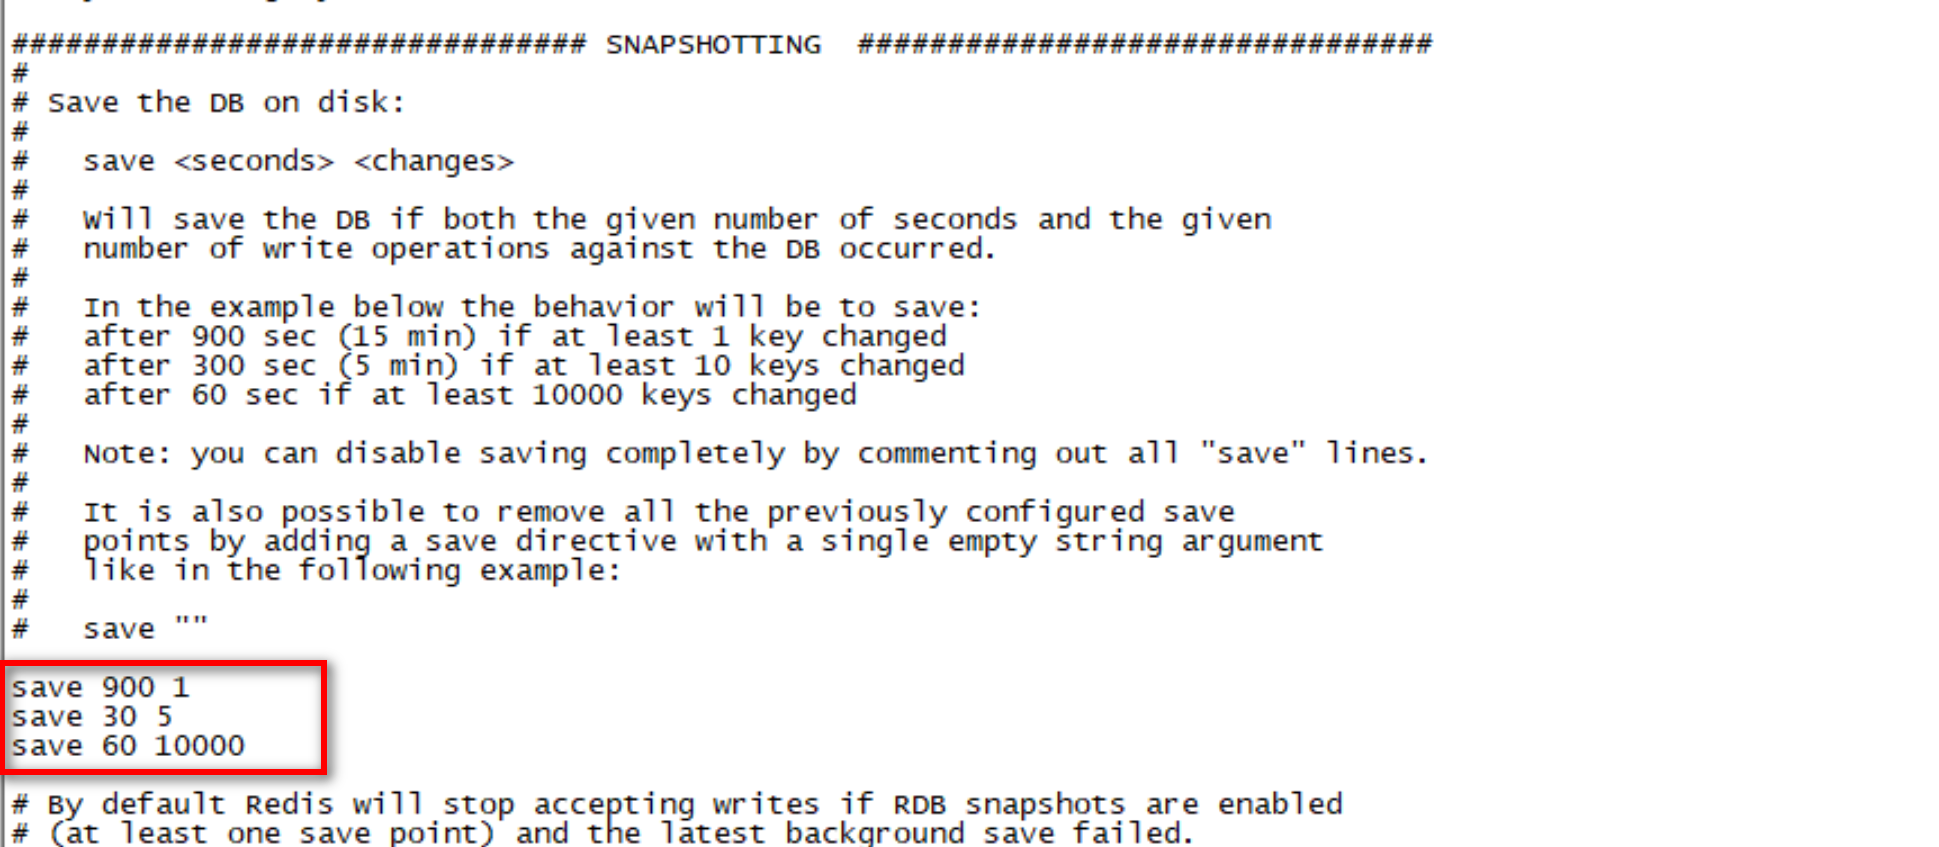 ################################ SNAPSHOTTING  ################################
#
# Save the DB on disk:
#
#   save <seconds> <changes>
#
#   Will save the DB if both the given number of seconds and the given
#   number of write operations against the DB occurred.
#
#   In the example below the behavior will be to save:
#   after 900 sec (15 min) if at least 1 key changed
#   after 300 sec (5 min) if at least 10 keys changed
#   after 60 sec if at least 10000 keys changed
#
#   Note: you can disable saving completely by commenting out all "save" lines.
#
#   It is also possible to remove all the previously configured save
#   points by adding a save directive with a single empty string argument
#   like in the following example:
#
#   save ""
save 900 1
save 30 5
save 60 10000
# By default Redis will stop accepting writes if RDB snapshots are enabled
# (at least one save point) and the latest background save failed.